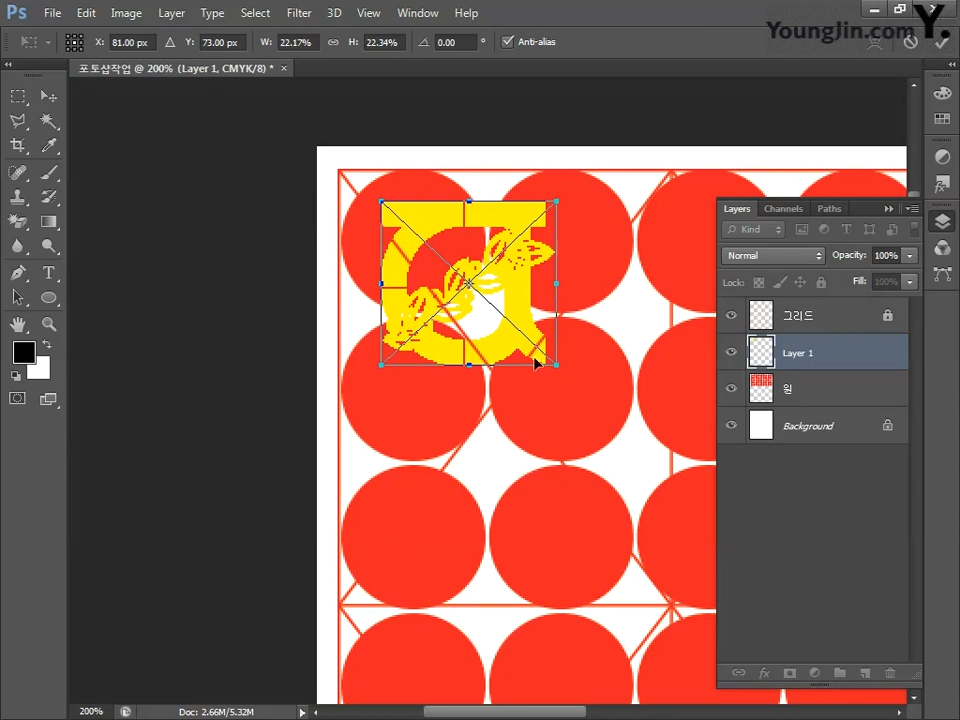 Ps File Edit Image Layer Type Select Filter 3D View Window Help
YoungJin.com Y.
X: 81.00 px Y: 73.00 px W: 22.17% H: 22.34% 0.00 ° Anti-alias
포토샵작업 @ 200% (Layer 1, CMYK/8) * ×
Layers Channels Paths
Kind
Normal Opacity: 100%
Lock: Fill: 100%
그리드
Layer 1
원
Background
200% Doc: 2.66M/5.32M